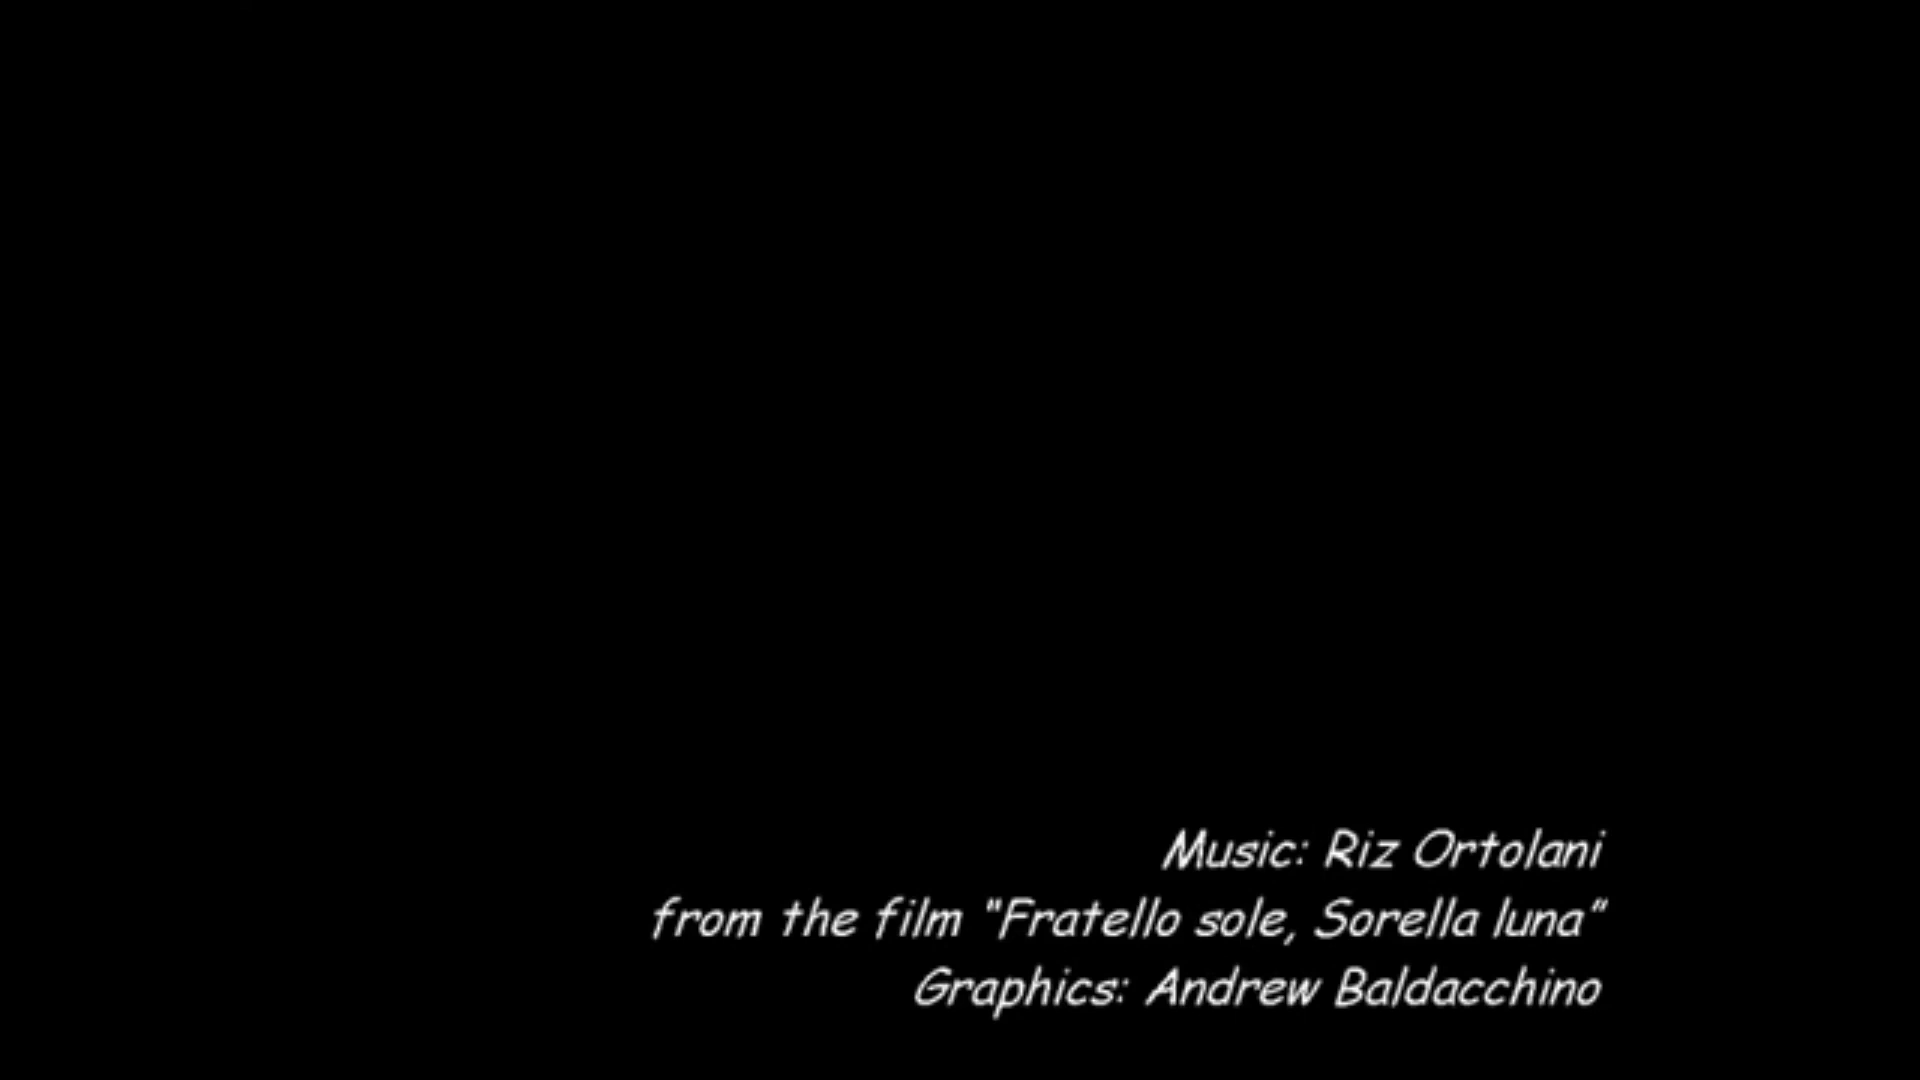 Music: Riz Ortolani
from the film "Fratello sole, Sorella luna"
Graphics: Andrew Baldacchino